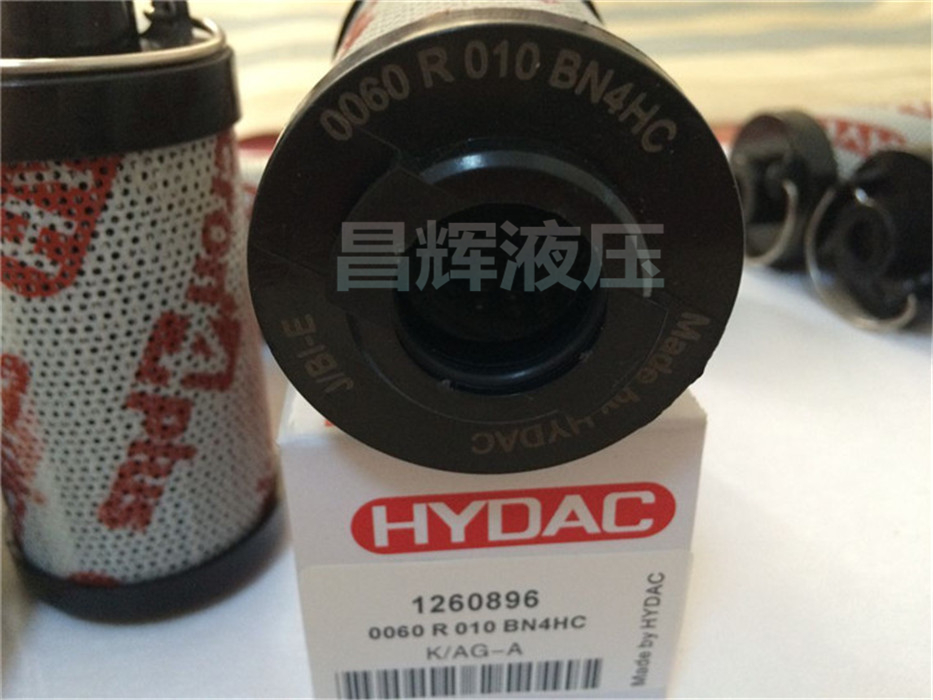 0060 R 010 BN4HC
昌辉液压
J/BI-E
Made by HYDAC
HYDAC
1260896
0060 R 010 BN4HC
K/AG-A
Made by HYDAC